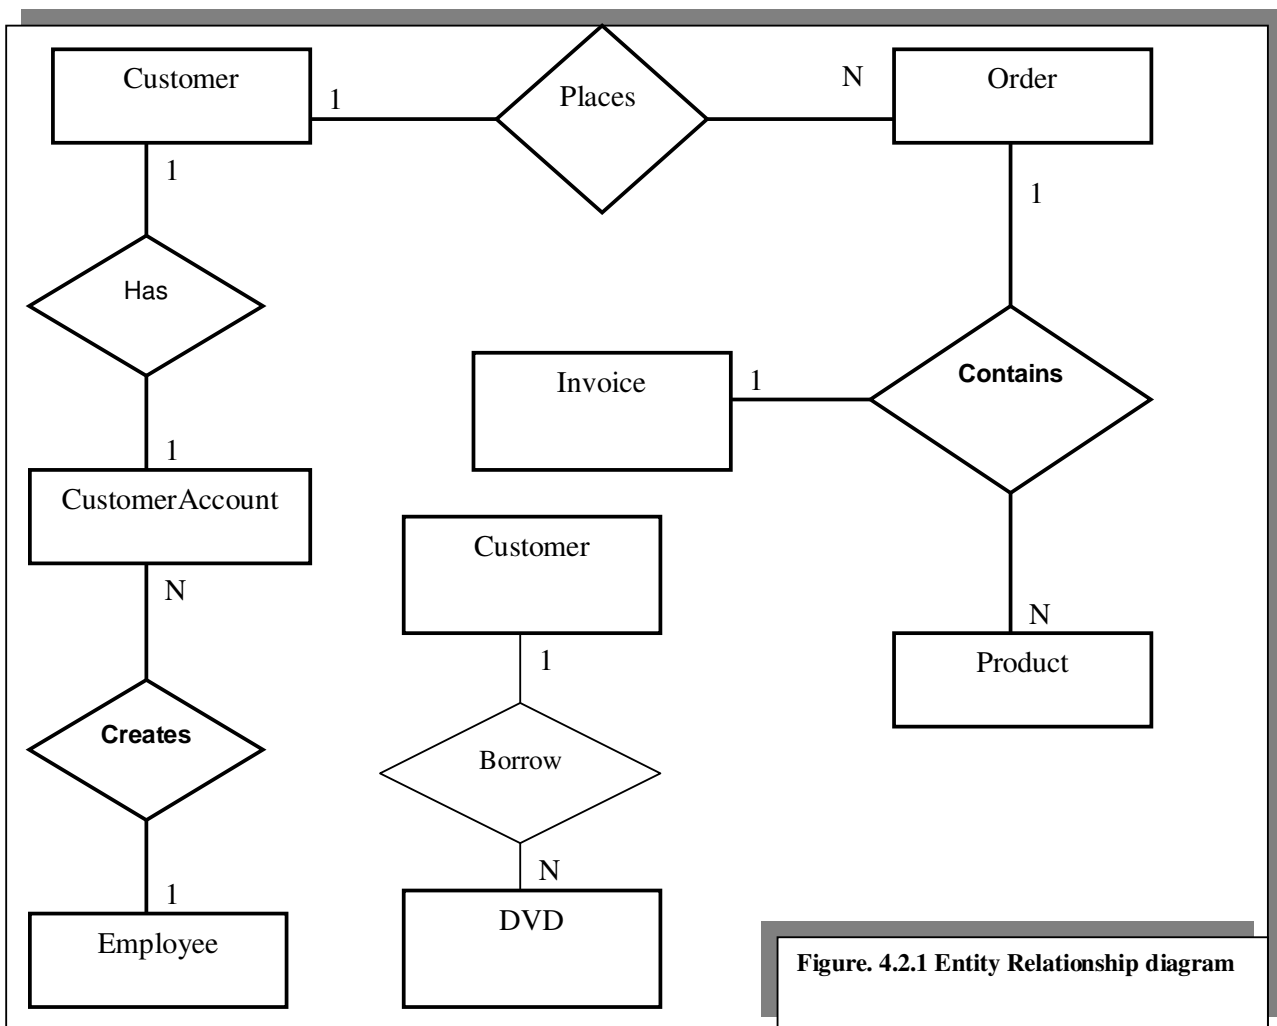 Customer
1
Places
N
Order
1
1
Has
Invoice
1
Contains
1
CustomerAccount
N
Customer
1
N
Product
Creates
Borrow
1
N
Employee
DVD
Figure. 4.2.1 Entity Relationship diagram